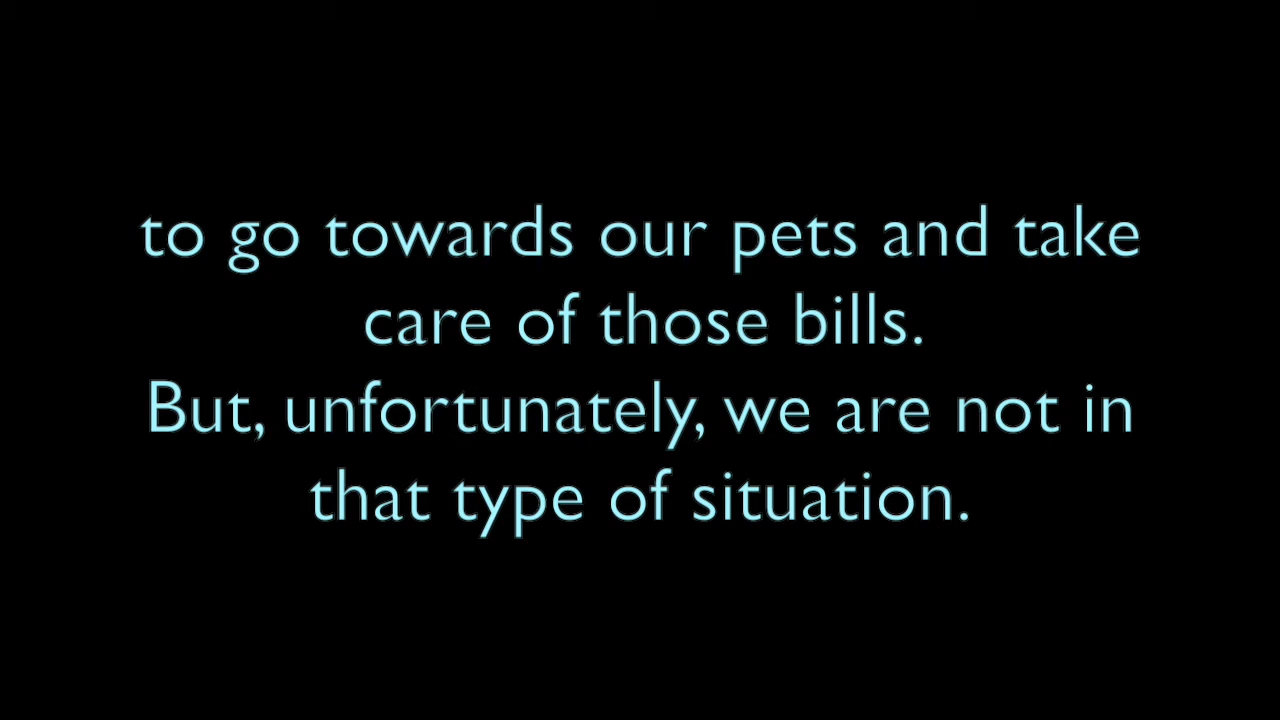 to go towards our pets and take
care of those bills.
But, unfortunately, we are not in
that type of situation.